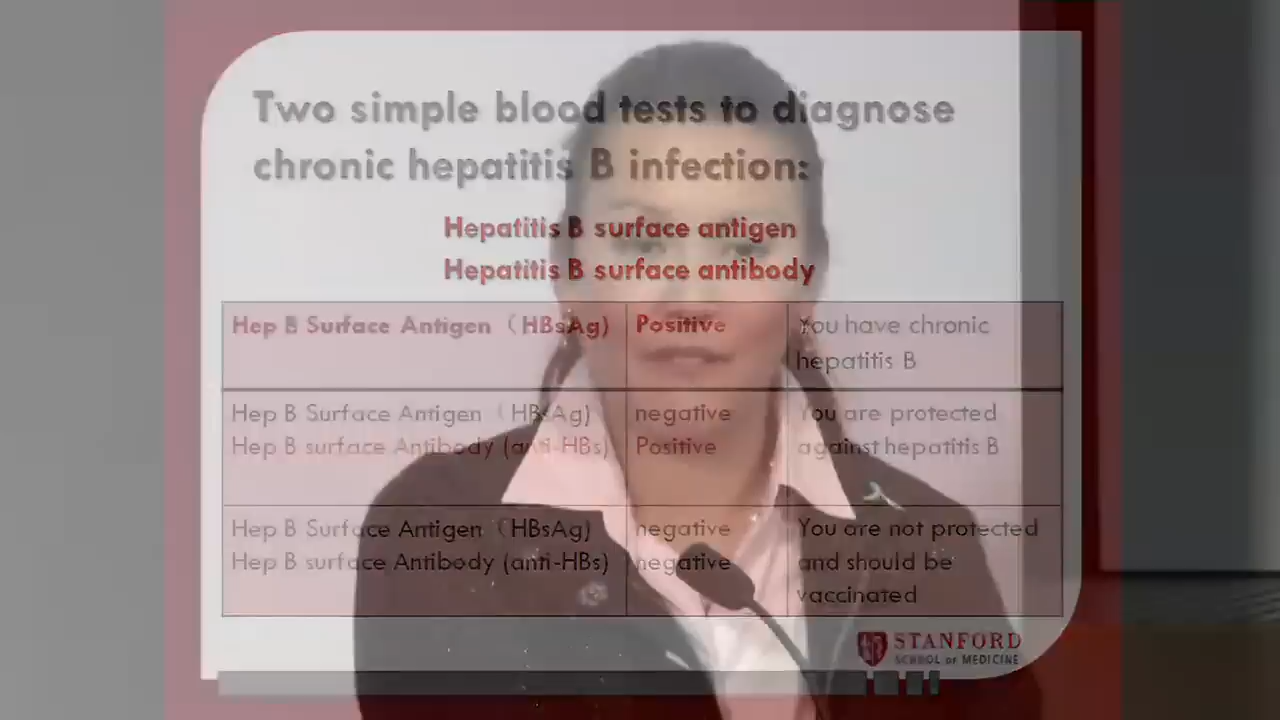 Two simple blood tests to diagnose
chronic hepatitis B infection:
Hepatitis B surface antigen
Hepatitis B surface antibody
Hep B Surface Antigen (HBsAg) Positive You have chronic
hepatitis B
Hep B Surface Antigen (HBsAg) negative You are protected
Hep B surface Antibody (anti-HBs) Positive against hepatitis B
Hep B Surface Antigen (HBsAg) negative You are not protected
Hep B surface Antibody (anti-HBs) negative and should be
vaccinated
STANFORD
SCHOOL of MEDICINE